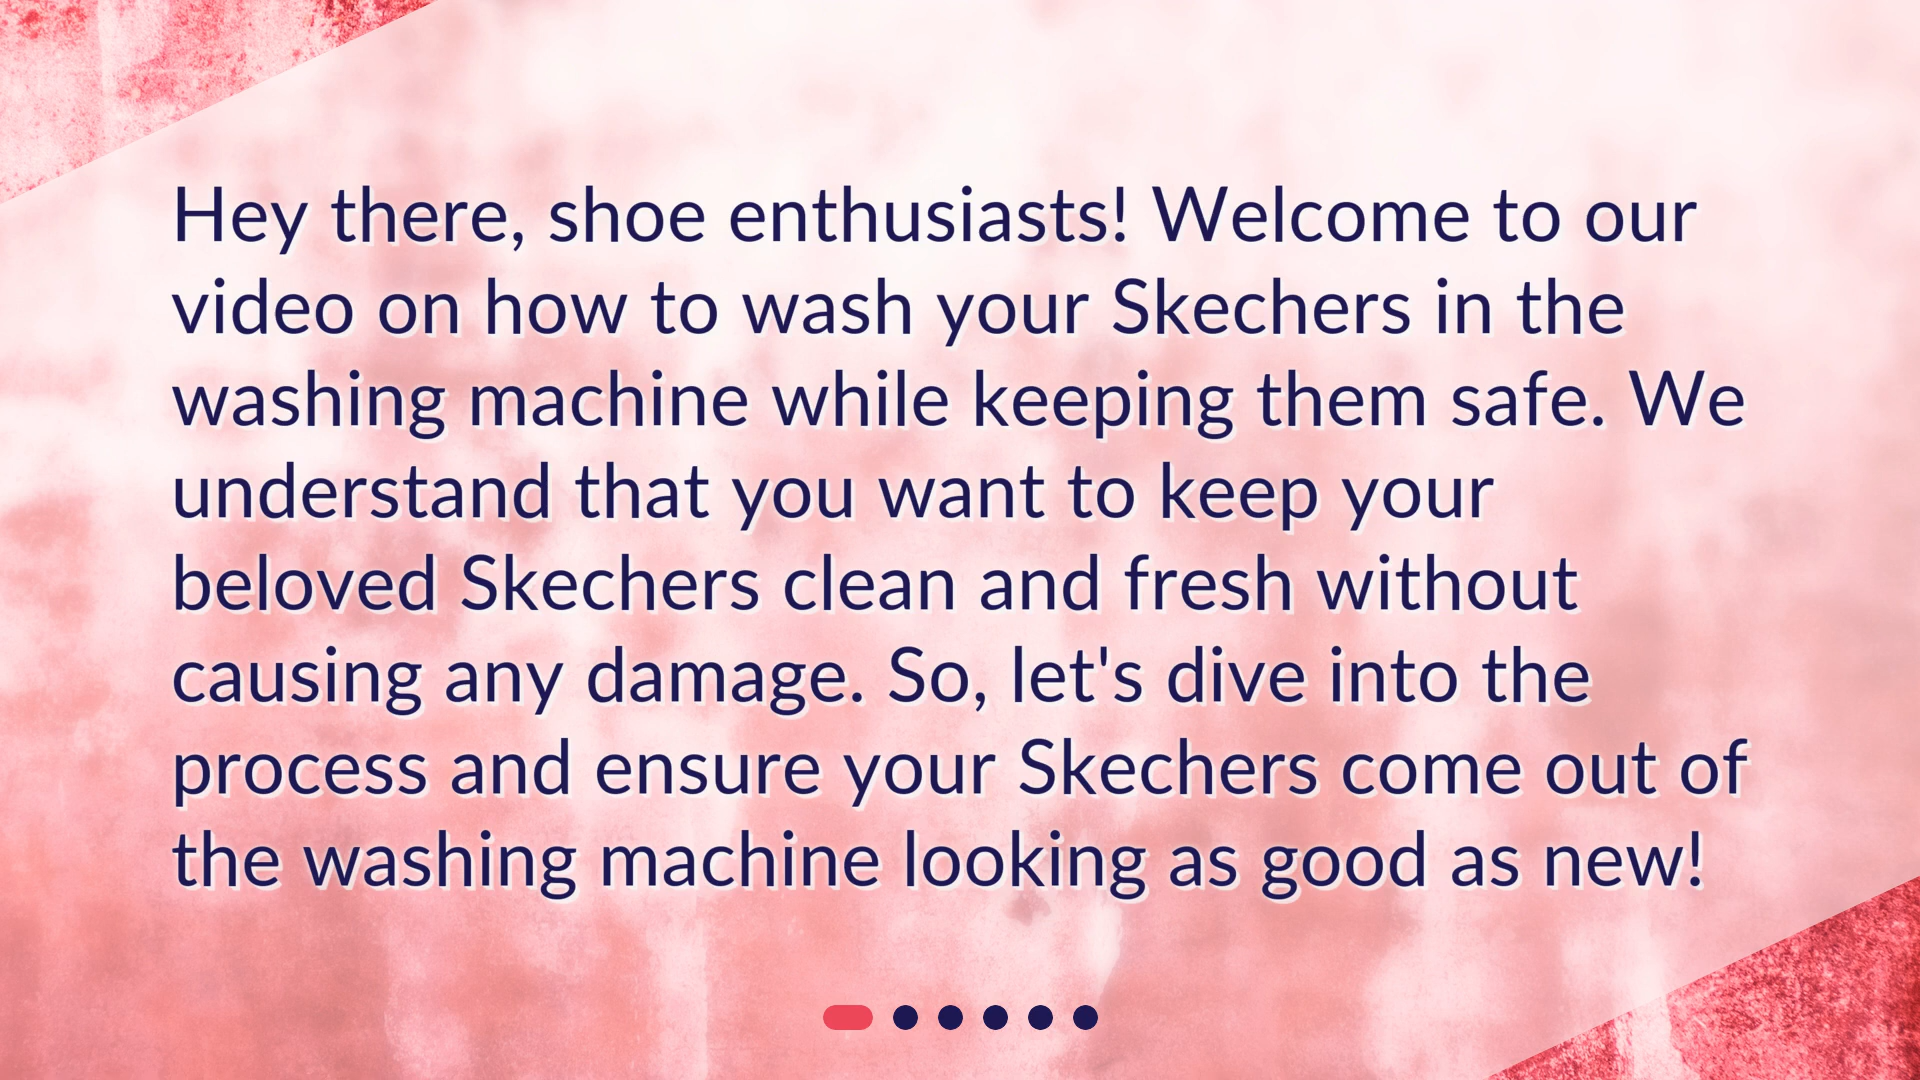 Hey there, shoe enthusiasts! Welcome to our
video on how to wash your Skechers in the
washing machine while keeping them safe. We
understand that you want to keep your
beloved Skechers clean and fresh without
causing any damage. So, let's dive into the
process and ensure your Skechers come out of
the washing machine looking as good as new!